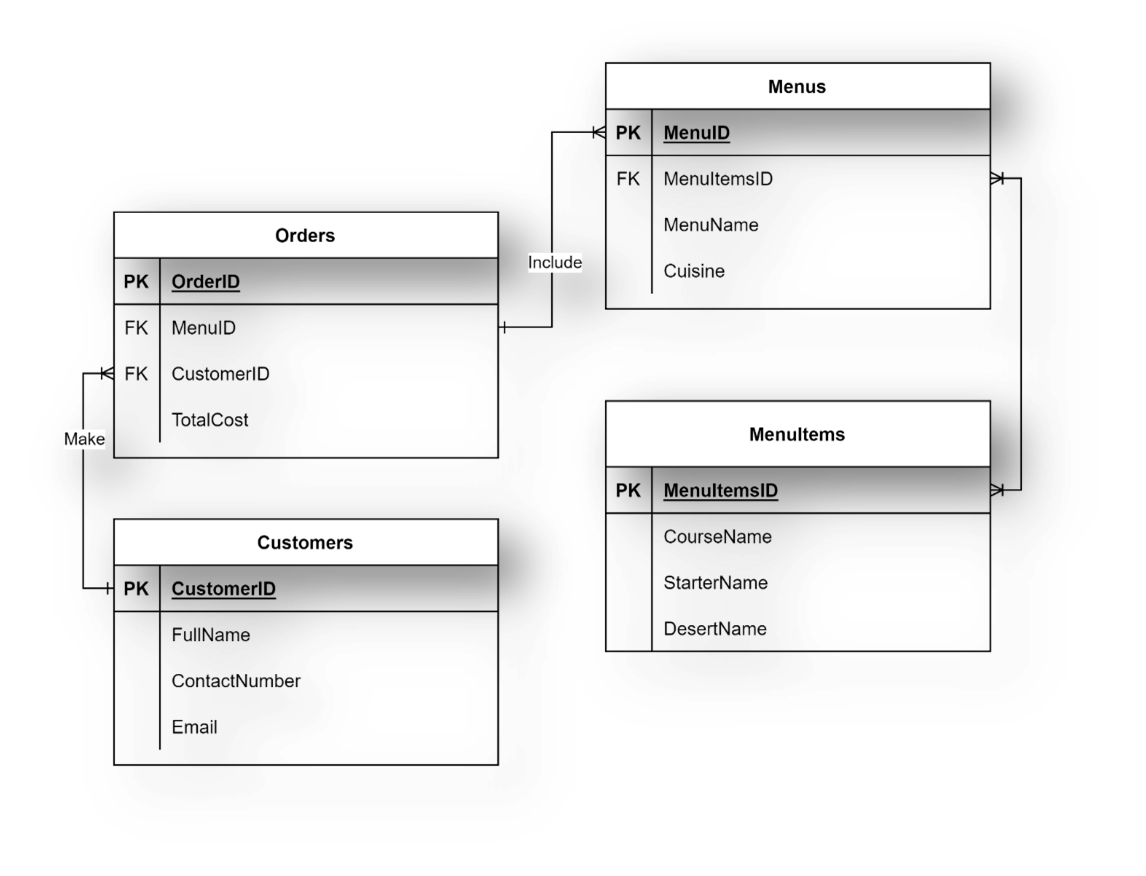 Menus
PK MenuID
FK MenuItemsID
MenuName
Cuisine
Orders
PK OrderID
FK MenuID
FK CustomerID
TotalCost
Include
Make
MenuItems
PK MenuItemsID
CourseName
StarterName
DesertName
Customers
PK CustomerID
FullName
ContactNumber
Email